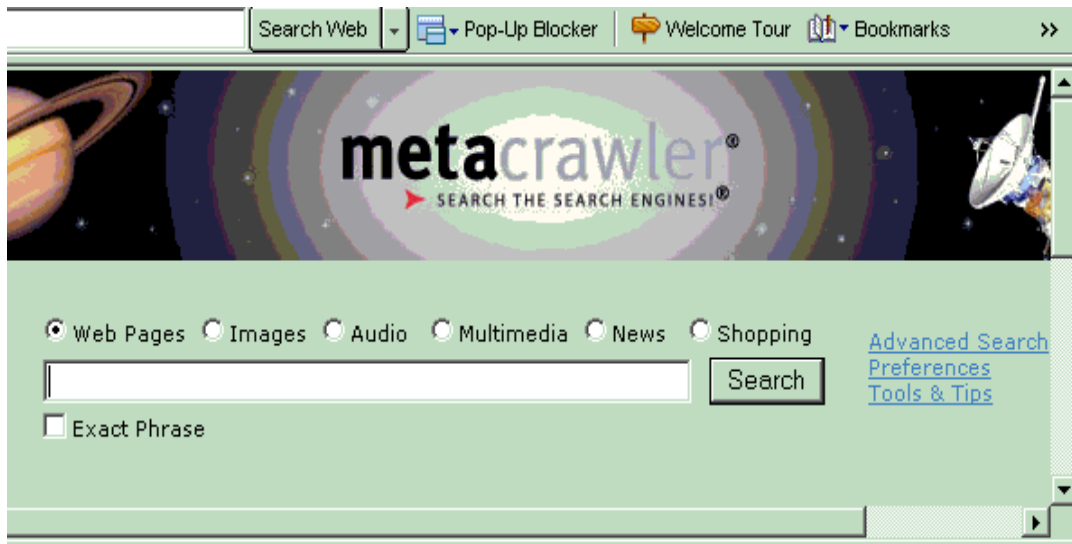 Search Web Pop-Up Blocker Welcome Tour Bookmarks »
metacrawler®
SEARCH THE SEARCH ENGINES!®
Web Pages Images Audio Multimedia News Shopping
Advanced Search
Preferences
Tools & Tips
Search
Exact Phrase